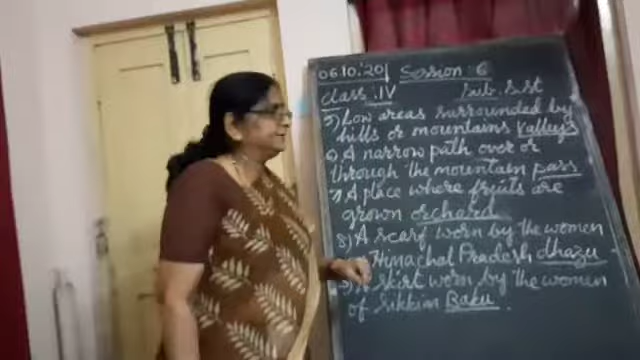 06.10.'20 Session : 6
Class : IV Sub : S.St
5) Low areas surrounded by
hills or mountains Valleys
6) A narrow path over or
through the mountain pass
7) A place where fruits are
grown orchard
8) A scarf worn by the women
Himachal Pradesh dhazu
A skirt worn by the women
of Sikkim Baku.